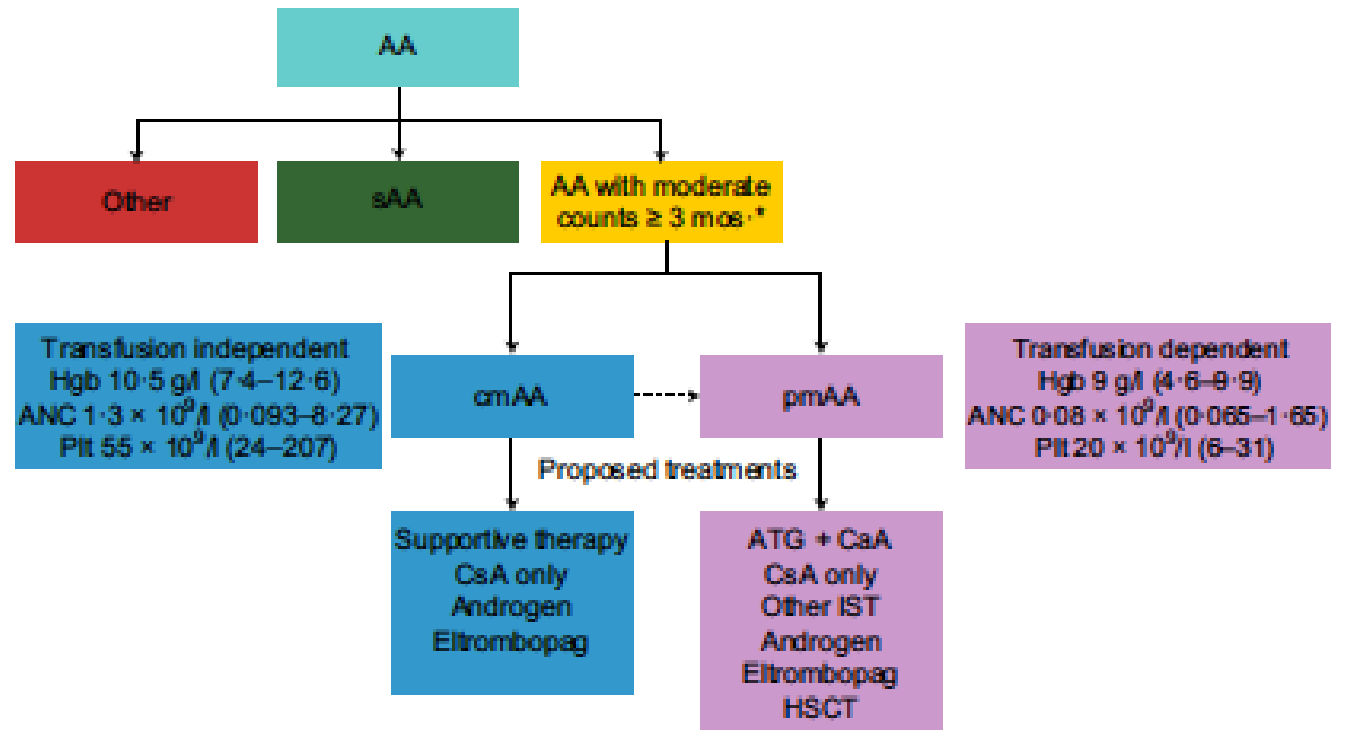 AA
Other
sAA
AA with moderate
counts ≥ 3 mos·*
Transfusion independent
Hgb 10·5 g/l (7·4–12·6)
ANC 1·3 × 10⁹/l (0·093–8·27)
Plt 55 × 10⁹/l (24–207)
cmAA
pmAA
Transfusion dependent
Hgb 9 g/l (4·6–9·9)
ANC 0·08 × 10⁹/l (0·065–1·65)
Plt 20 × 10⁹/l (6–31)
Proposed treatments
Supportive therapy
CsA only
Androgen
Eltrombopag
ATG + CaA
CsA only
Other IST
Androgen
Eltrombopag
HSCT